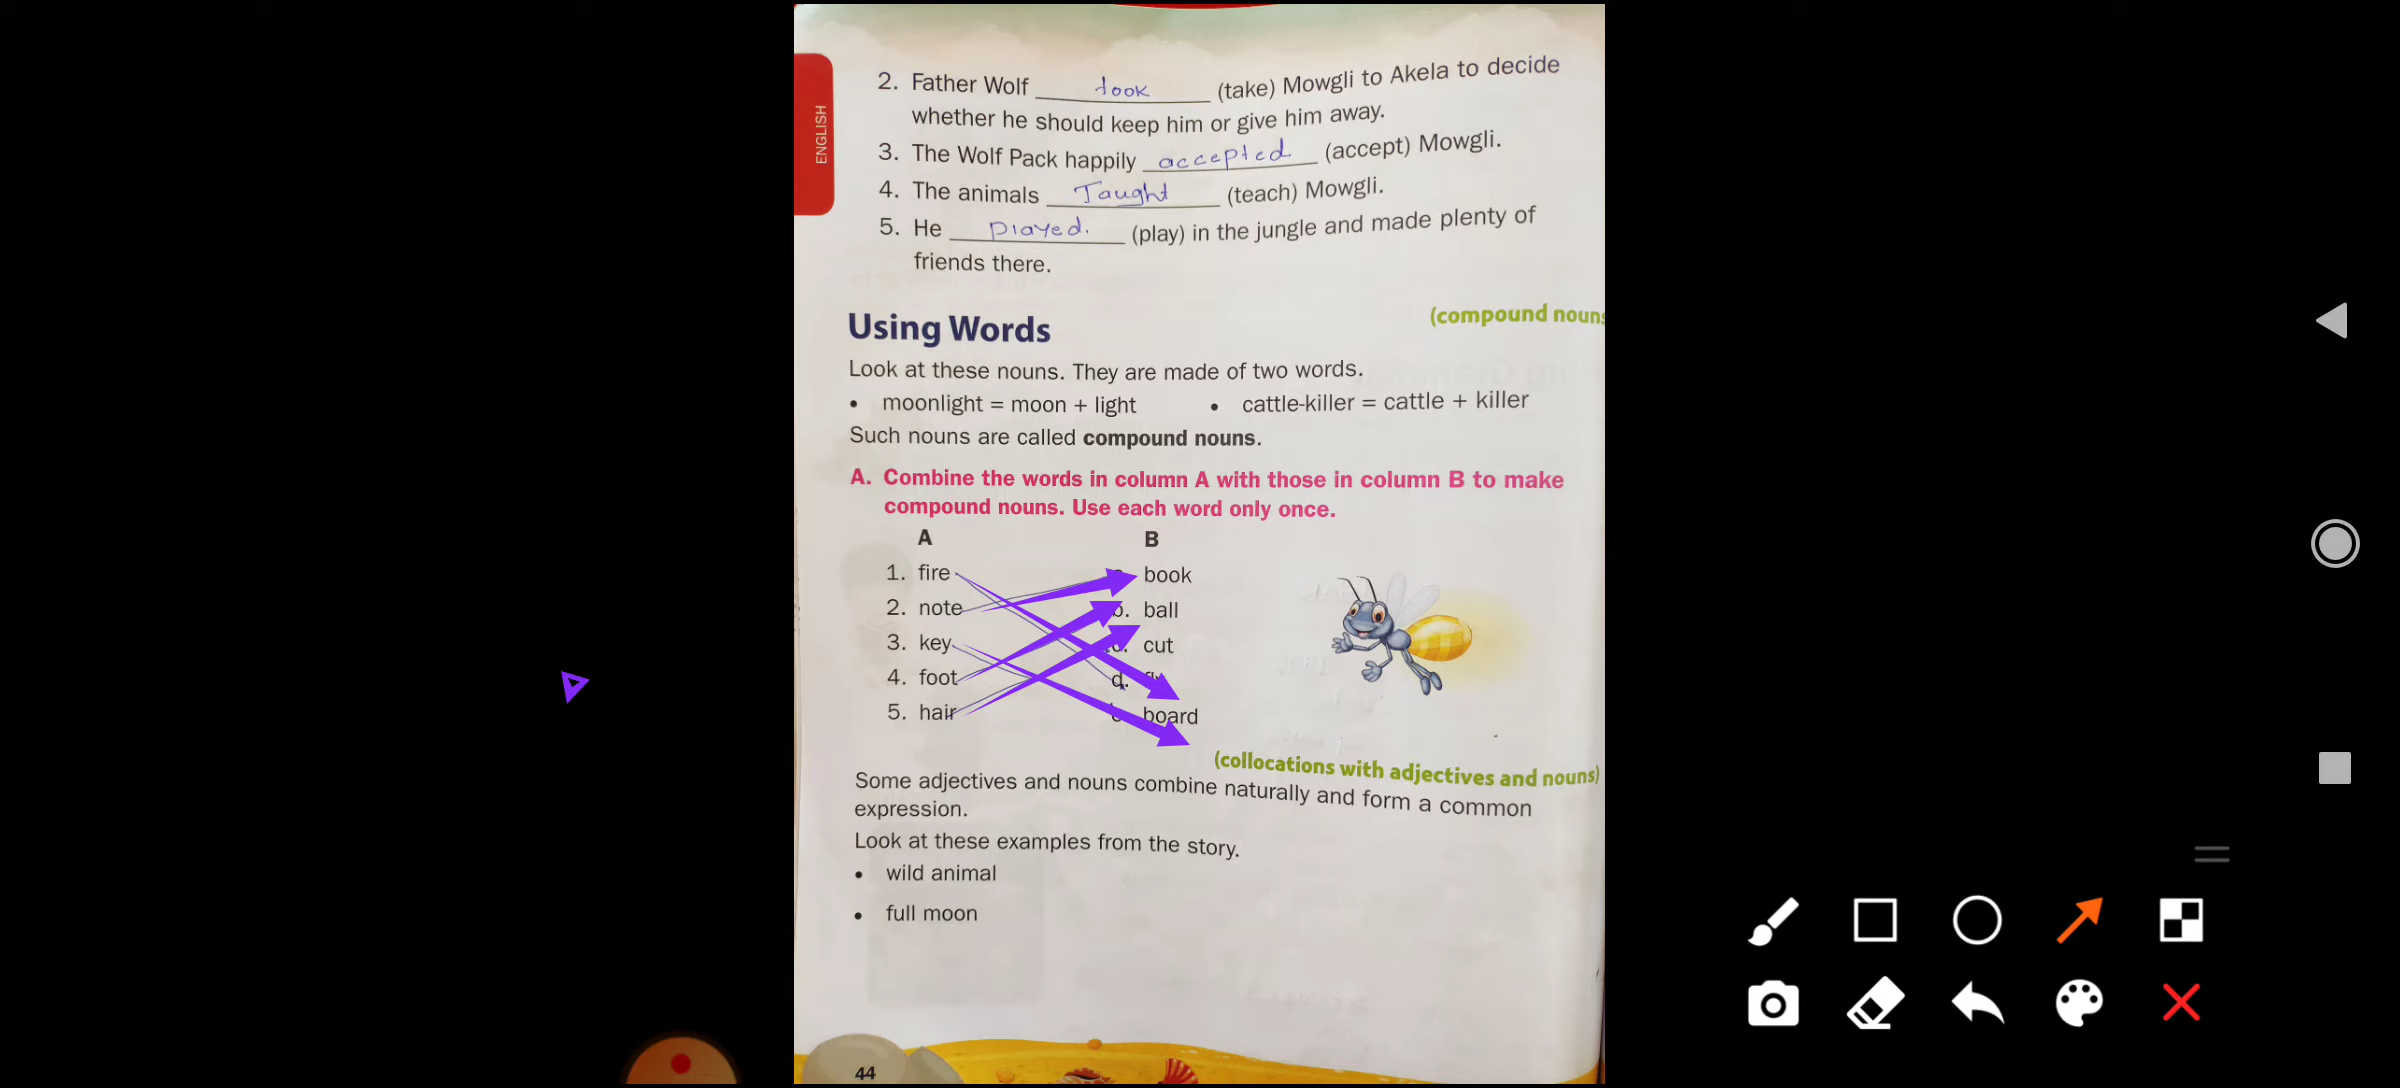 ENGLISH
2. Father Wolf took (take) Mowgli to Akela to decide
whether he should keep him or give him away.
3. The Wolf Pack happily accepted (accept) Mowgli.
4. The animals Taught (teach) Mowgli.
5. He played. (play) in the jungle and made plenty of
friends there.
(compound nouns
Using Words
Look at these nouns. They are made of two words.
• moonlight = moon + light • cattle-killer = cattle + killer
Such nouns are called compound nouns.
A. Combine the words in column A with those in column B to make
compound nouns. Use each word only once.
A B
1. fire book
2. note b. ball
3. key c. cut
4. foot d.
5. hair board
(collocations with adjectives and nouns)
Some adjectives and nouns combine naturally and form a common
expression.
Look at these examples from the story.
• wild animal
• full moon
44